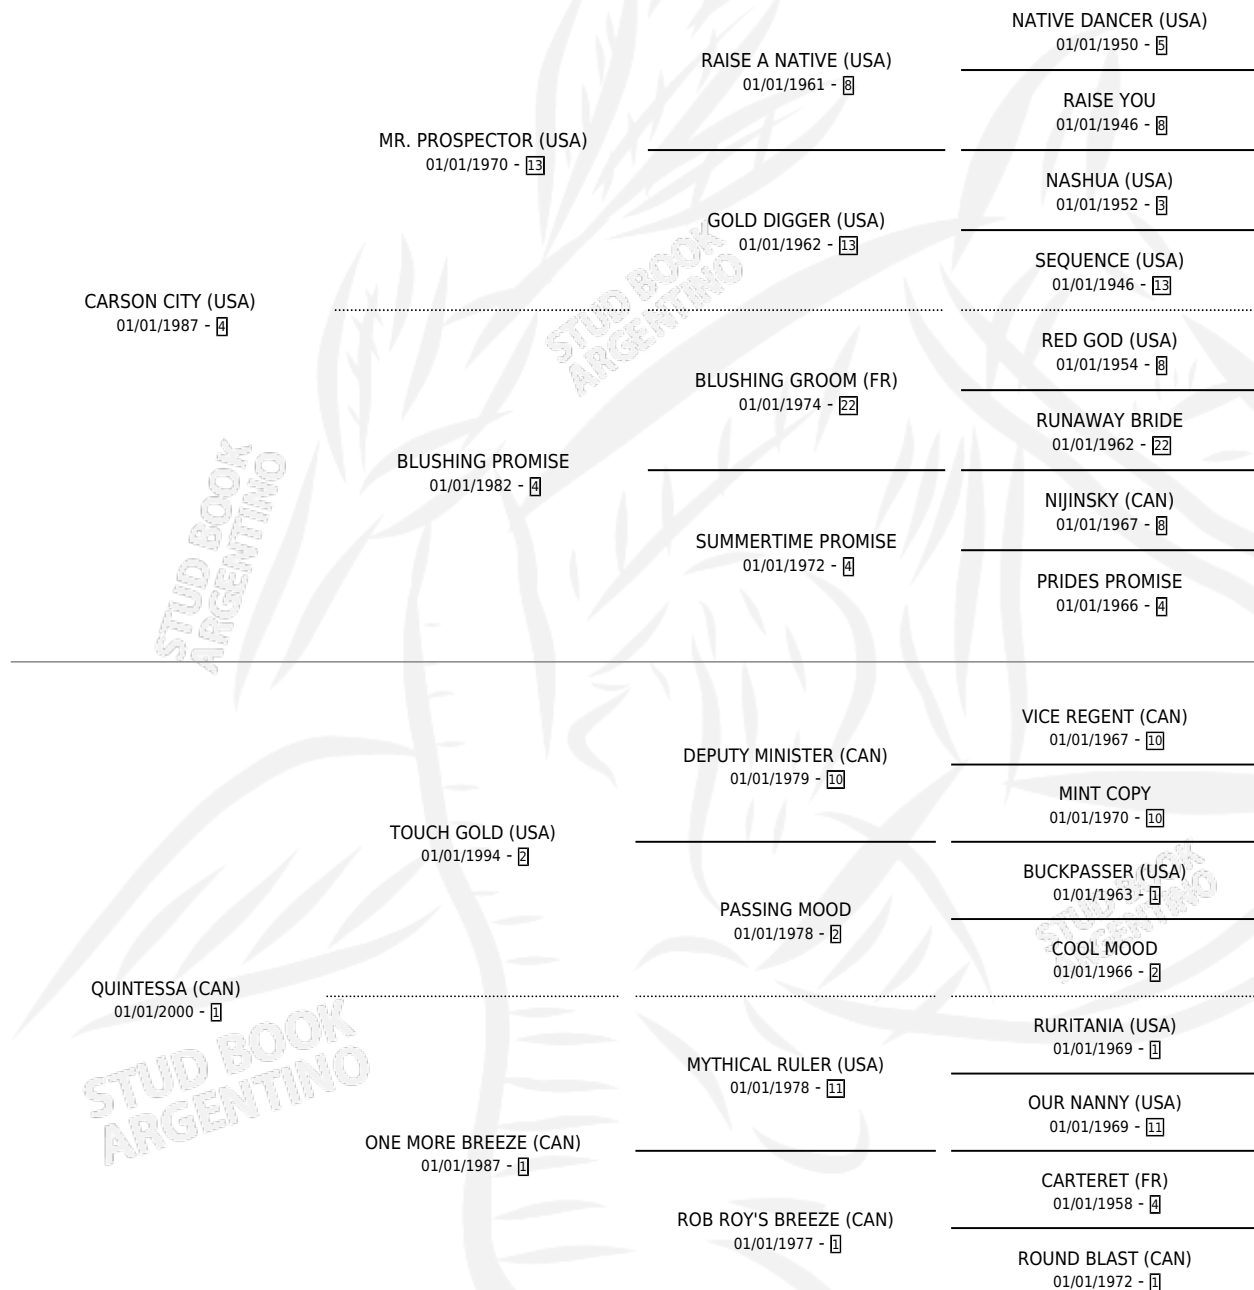 NATIVE DANCER (USA)
01/01/1950 - 5
RAISE A NATIVE (USA)
01/01/1961 - 8
RAISE YOU
01/01/1946 - 8
MR. PROSPECTOR (USA)
01/01/1970 - 13
NASHUA (USA)
01/01/1952 - 3
GOLD DIGGER (USA)
01/01/1962 - 13
SEQUENCE (USA)
01/01/1946 - 13
CARSON CITY (USA)
01/01/1987 - 4
STUD BOOK
ARGENTINO
RED GOD (USA)
01/01/1954 - 8
BLUSHING GROOM (FR)
01/01/1974 - 22
RUNAWAY BRIDE
01/01/1962 - 22
BLUSHING PROMISE
01/01/1982 - 4
NIJINSKY (CAN)
01/01/1967 - 8
SUMMERTIME PROMISE
01/01/1972 - 4
PRIDES PROMISE
01/01/1966 - 4
STUD BOOK
ARGENTINO
VICE REGENT (CAN)
01/01/1967 - 10
DEPUTY MINISTER (CAN)
01/01/1979 - 10
MINT COPY
01/01/1970 - 10
TOUCH GOLD (USA)
01/01/1994 - 2
BUCKPASSER (USA)
01/01/1963 - 1
PASSING MOOD
01/01/1978 - 2
STUD BOOK
ARGENTINO
COOL MOOD
01/01/1966 - 2
QUINTESSA (CAN)
01/01/2000 - 1
STUD BOOK
ARGENTINO
RURITANIA (USA)
01/01/1969 - 1
MYTHICAL RULER (USA)
01/01/1978 - 11
OUR NANNY (USA)
01/01/1969 - 11
ONE MORE BREEZE (CAN)
01/01/1987 - 1
CARTERET (FR)
01/01/1958 - 4
ROB ROY'S BREEZE (CAN)
01/01/1977 - 1
ROUND BLAST (CAN)
01/01/1972 - 1